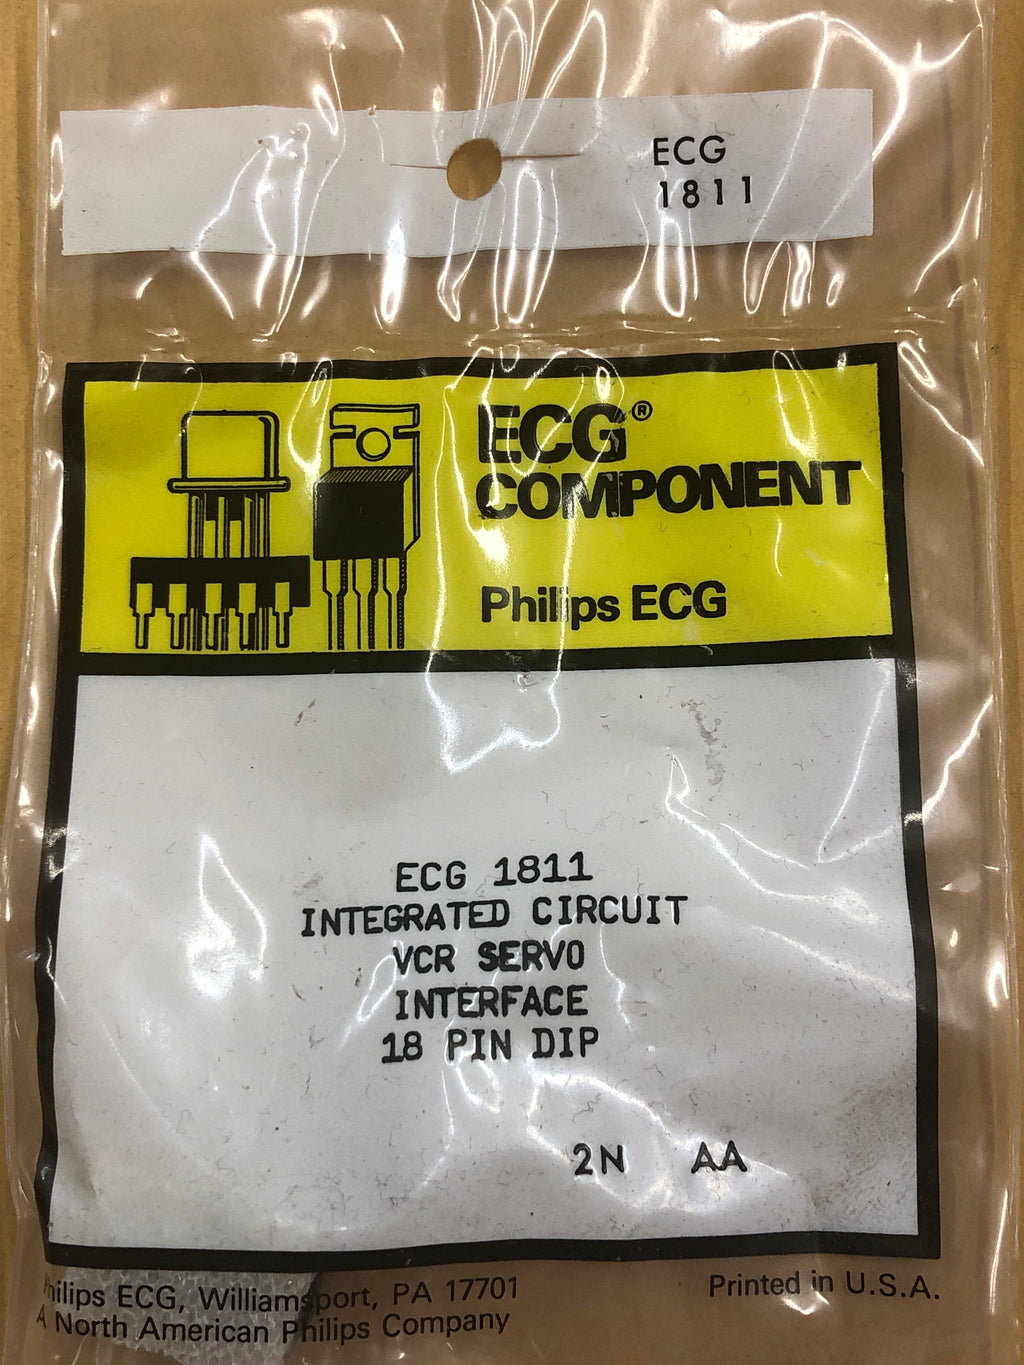 ECG
1811
ECG®
COMPONENT
Philips ECG
ECG 1811
INTEGRATED CIRCUIT
VCR SERVO
INTERFACE
18 PIN DIP
2N AA
Philips ECG, Williamsport, PA 17701
A North American Philips Company
Printed in U.S.A.